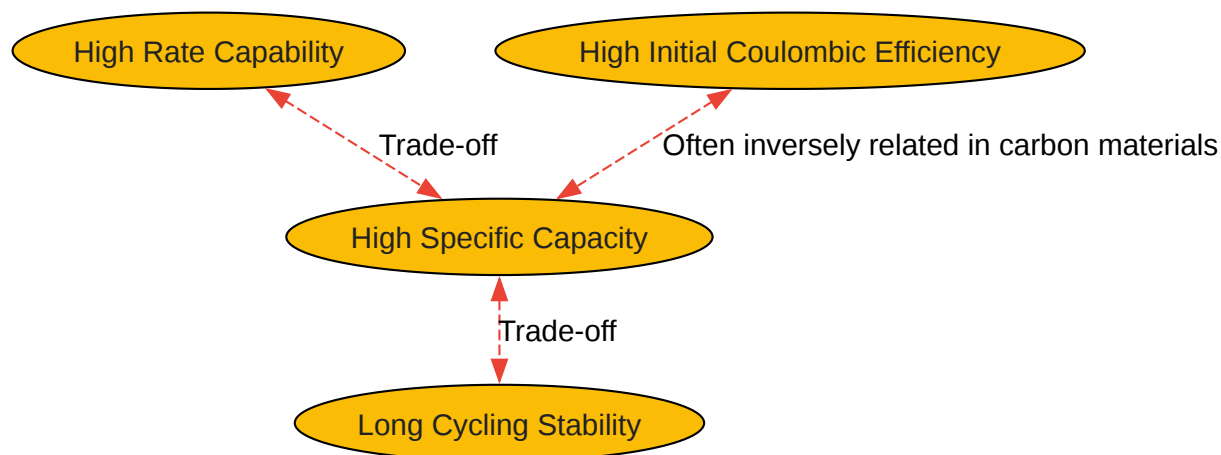 High Rate Capability
High Initial Coulombic Efficiency
Trade-off
Often inversely related in carbon materials
High Specific Capacity
Trade-off
Long Cycling Stability